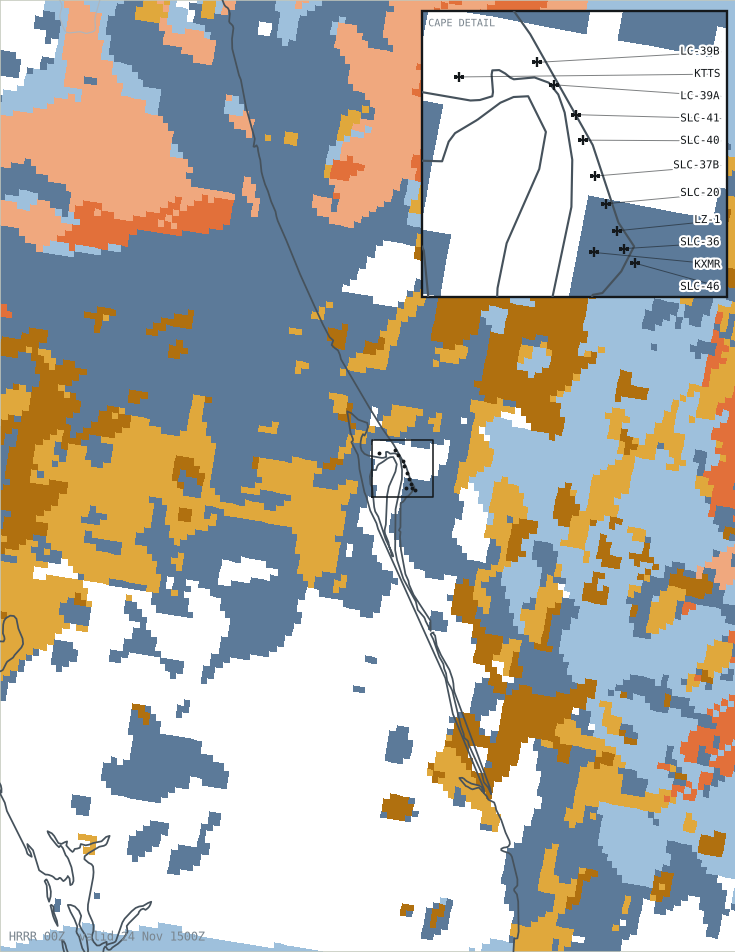 CAPE DETAIL
LC-39B
KTTS
LC-39A
SLC-41
SLC-40
SLC-37B
SLC-20
LZ-1
SLC-36
KXMR
SLC-46
HRRR 00Z valid 24 Nov 1500Z